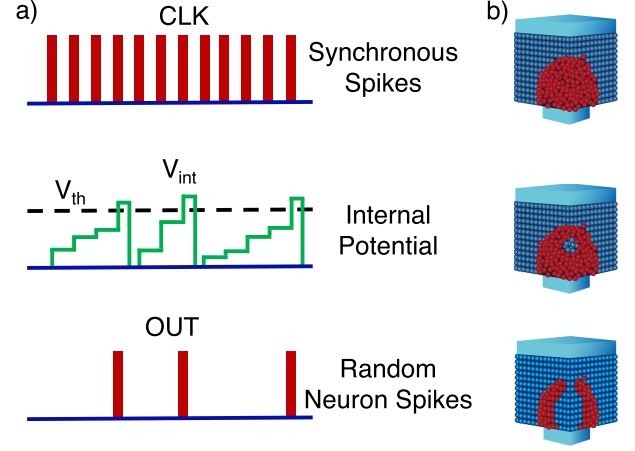 a)
CLK
Synchronous
Spikes
V_th
V_int
Internal
Potential
OUT
Random
Neuron Spikes
b)